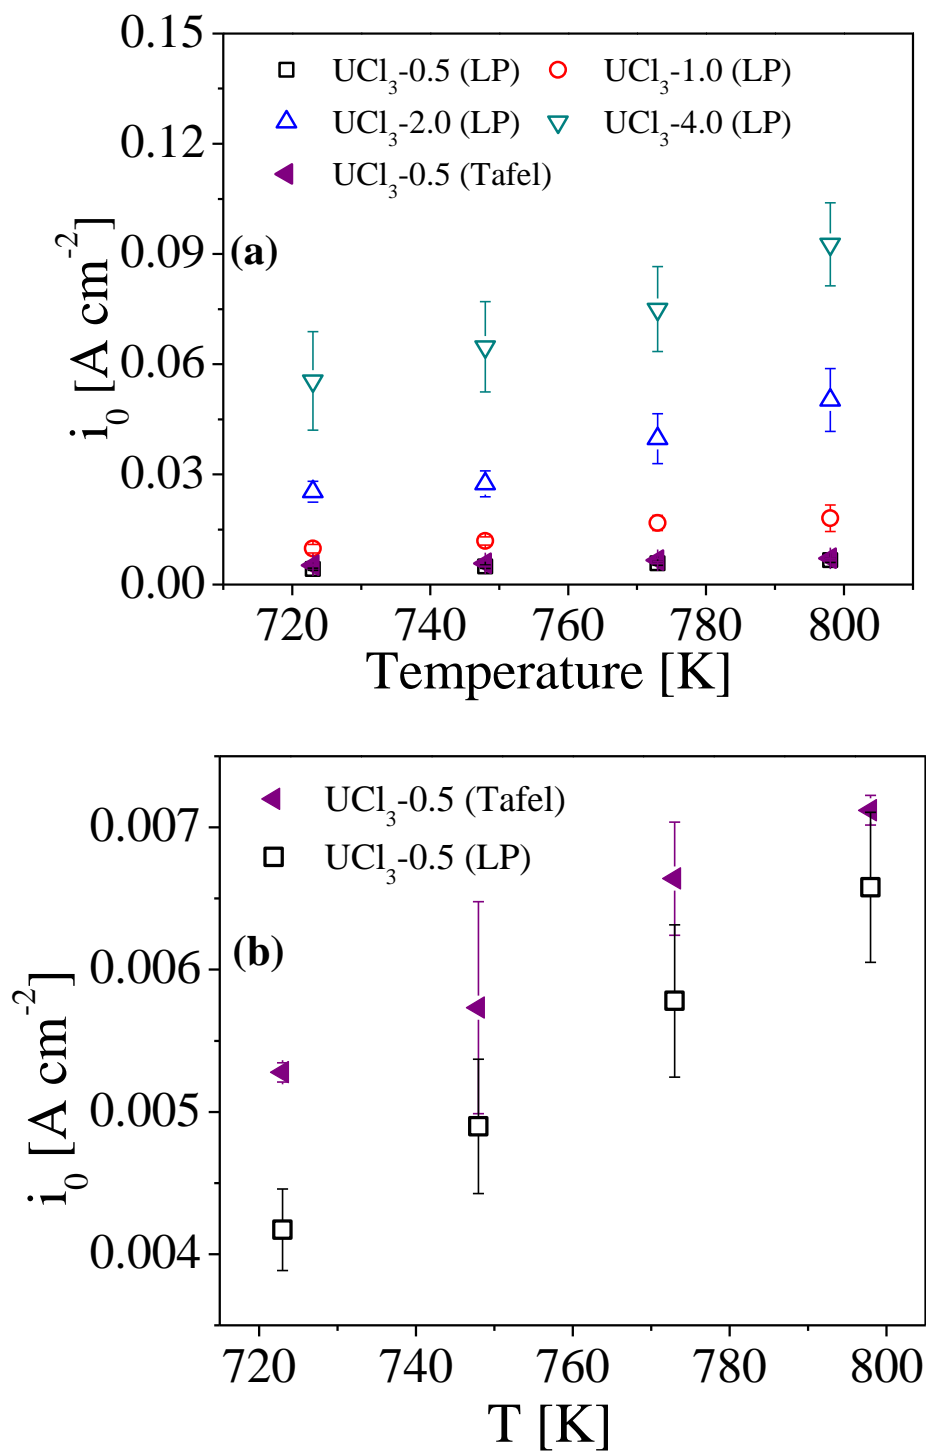 0.15
0.12
0.09
0.06
0.03
0.00
i₀ [A cm⁻²]
UCl₃-0.5 (LP) UCl₃-1.0 (LP)
UCl₃-2.0 (LP) UCl₃-4.0 (LP)
UCl₃-0.5 (Tafel)
(a)
720 740 760 780 800
Temperature [K]
UCl₃-0.5 (Tafel)
UCl₃-0.5 (LP)
0.007
0.006
0.005
0.004
i₀ [A cm⁻²]
(b)
720 740 760 780 800
T [K]